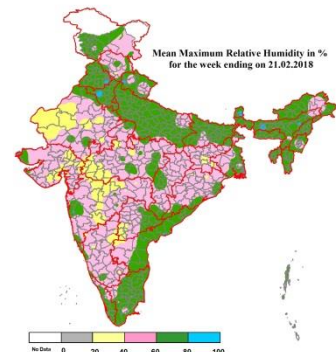 Mean Maximum Relative Humidity in %
for the week ending on 21.02.2018
No Data 0 20 40 60 80 100